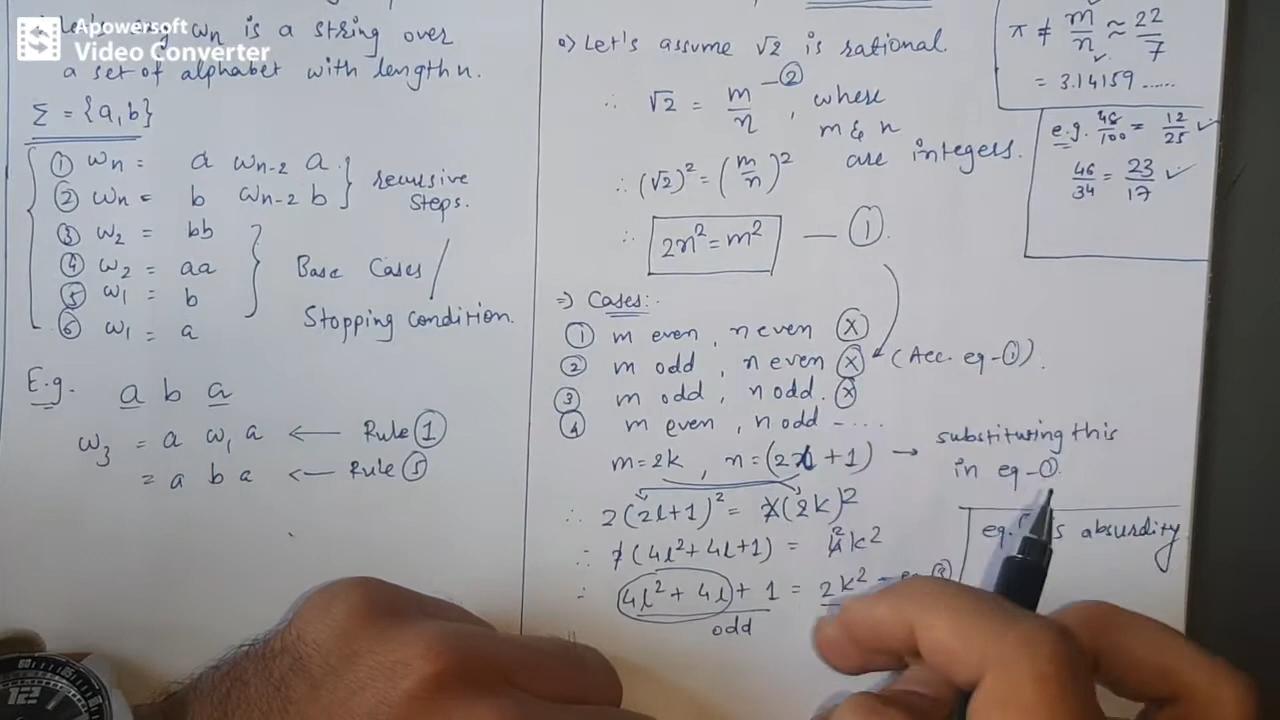 Apowersoft
Video Converter
wn is a string over
a set of alphabet with length n.
Σ = {a,b}
① wn = a wn-2 a
② wn = b wn-2 b
recursive
steps.
③ w2 = bb
④ w2 = aa
⑤ w1 = b
⑥ w1 = a
Base Cases /
Stopping condition.
E.g. a b a
w3 = a w1 a ← Rule ①
= a b a ← Rule ⑤
Let's assume √2 is rational.
∴ √2 = m/n —②, where
m & n
are integers.
∴ (√2)² = (m/n)²
∴ 2n² = m² — ①
⇒ Cases:-
① m even, n even ⓧ
② m odd, n even ⓧ (Acc. eq-①).
③ m odd, n odd. ⓧ
④ m even, n odd -....
m=2k, n=(2l+1) → substituting this
in eq-①
∴ 2(2l+1)² = (2k)²
∴ (4l²+4l+1) = 2k²
∴ 4l²+4l+1 = 2k²
odd
eq. is absurdity
π ≠ m/n ≈ 22/7
= 3.14159......
e.g. 48/100 = 12/25 ✓
46/34 = 23/17 ✓